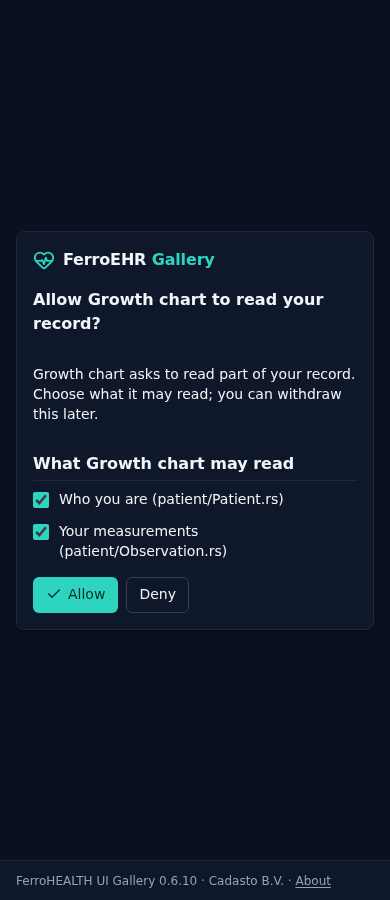 FerroEHR Gallery
Allow Growth chart to read your
record?
Growth chart asks to read part of your record.
Choose what it may read; you can withdraw
this later.
What Growth chart may read
Who you are (patient/Patient.rs)
Your measurements
(patient/Observation.rs)
Allow
Deny
FerroHEALTH UI Gallery 0.6.10 · Cadasto B.V. · About